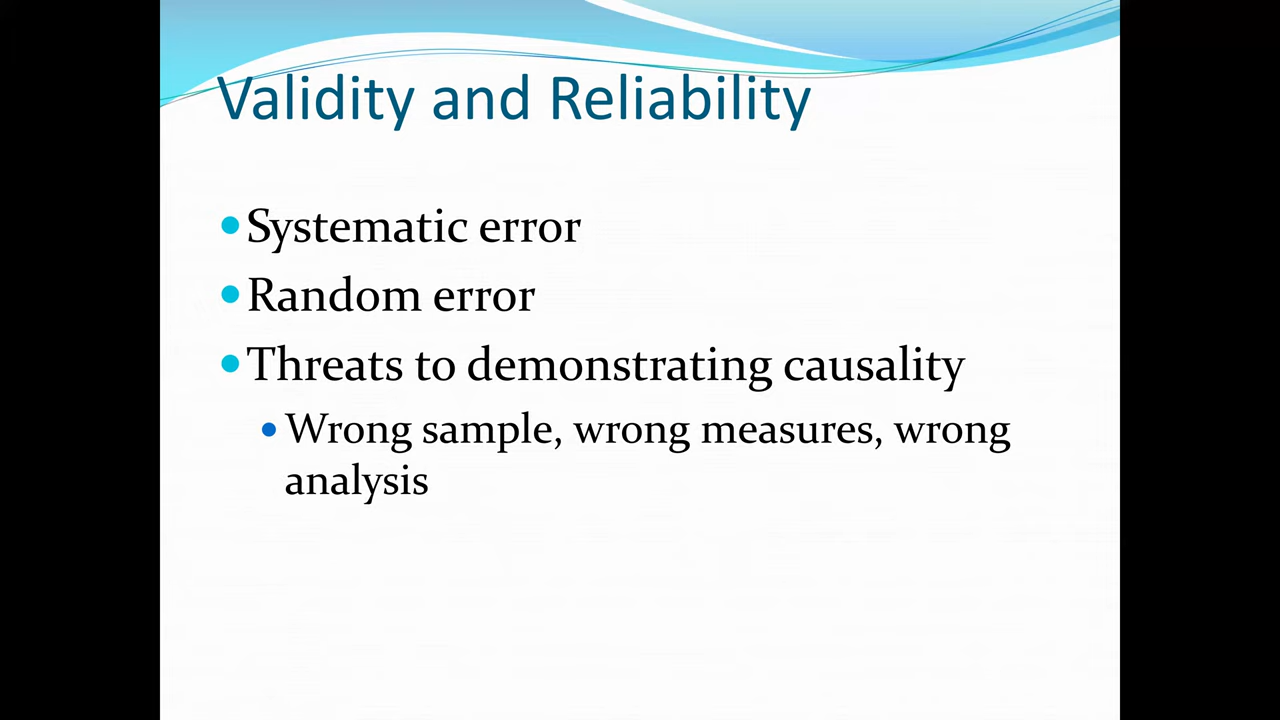 Validity and Reliability
Systematic error
Random error
Threats to demonstrating causality
Wrong sample, wrong measures, wrong
analysis